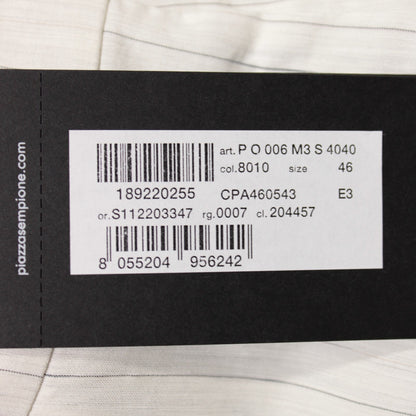 piazzasempione.com
art. P O 006 M3 S 4040
col. 8010 size 46
189220255 CPA460543 E3
or. S112203347 rg. 0007 cl. 204457
8 055204 956242